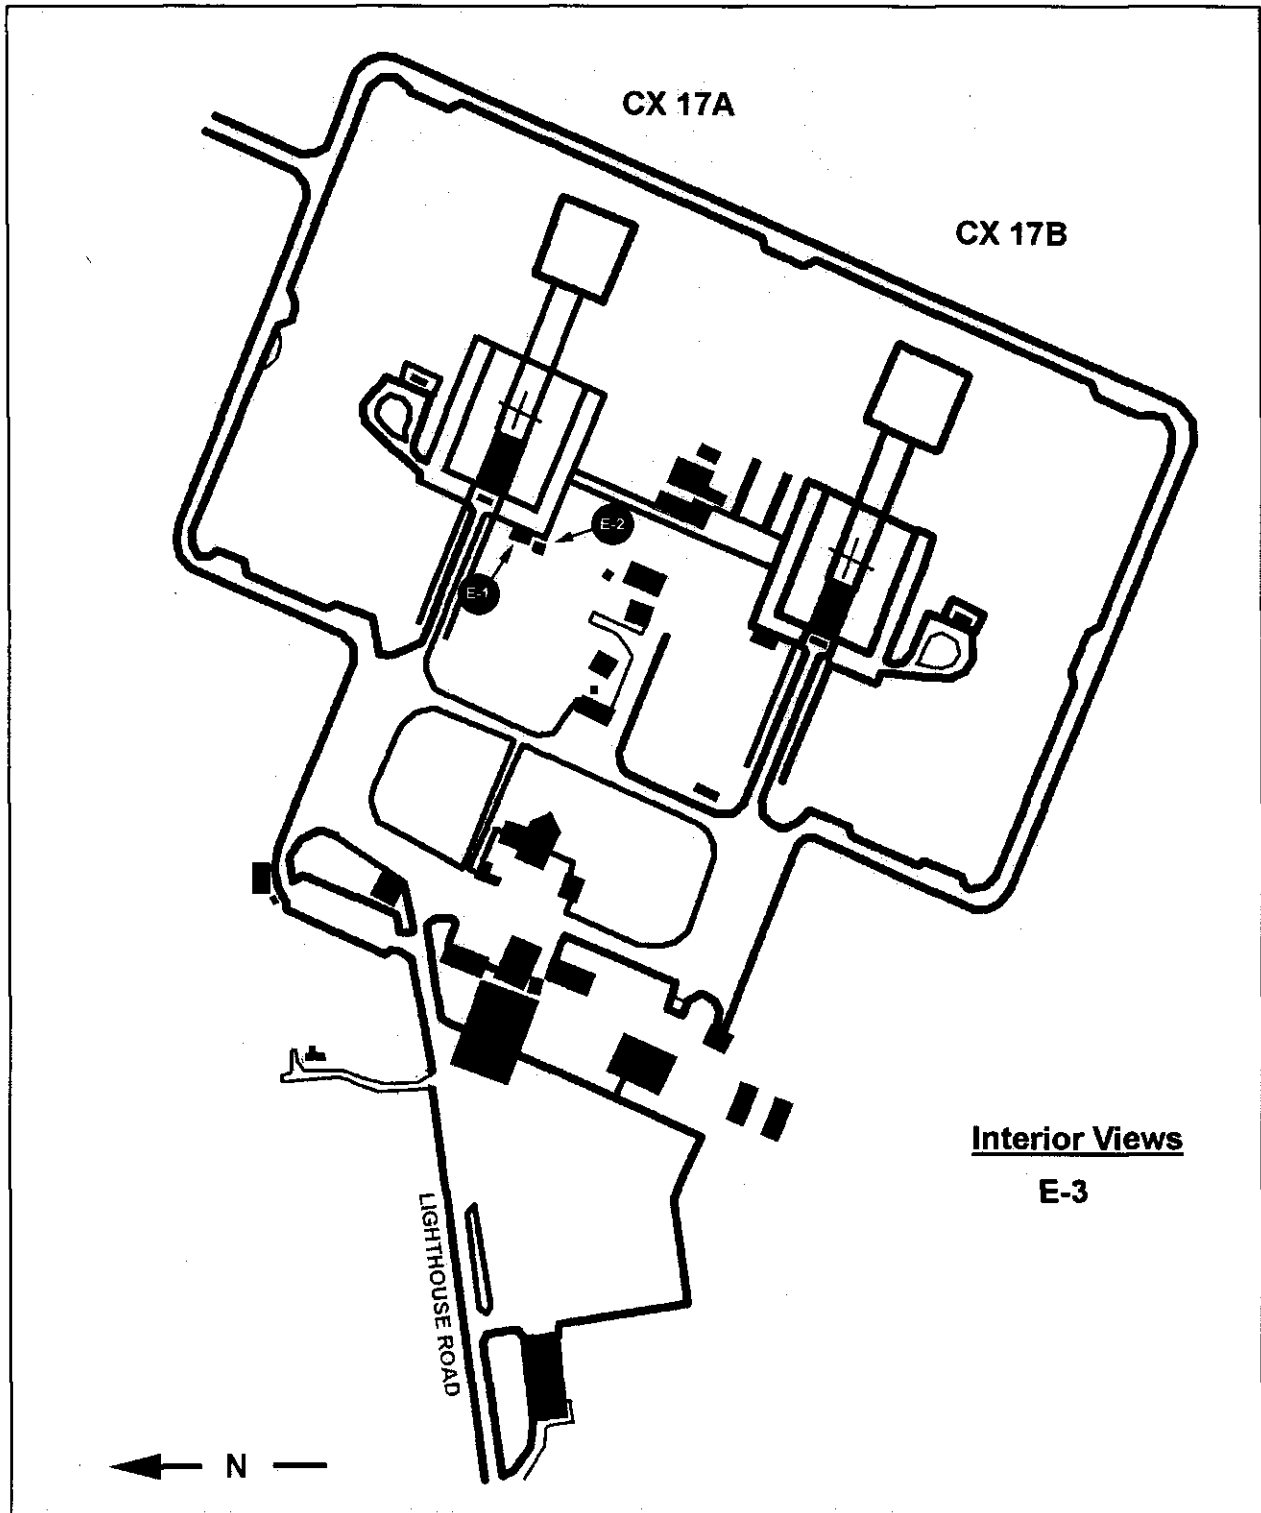 CX 17A
CX 17B
E-2
E-1
Interior Views
E-3
LIGHTHOUSE ROAD
N